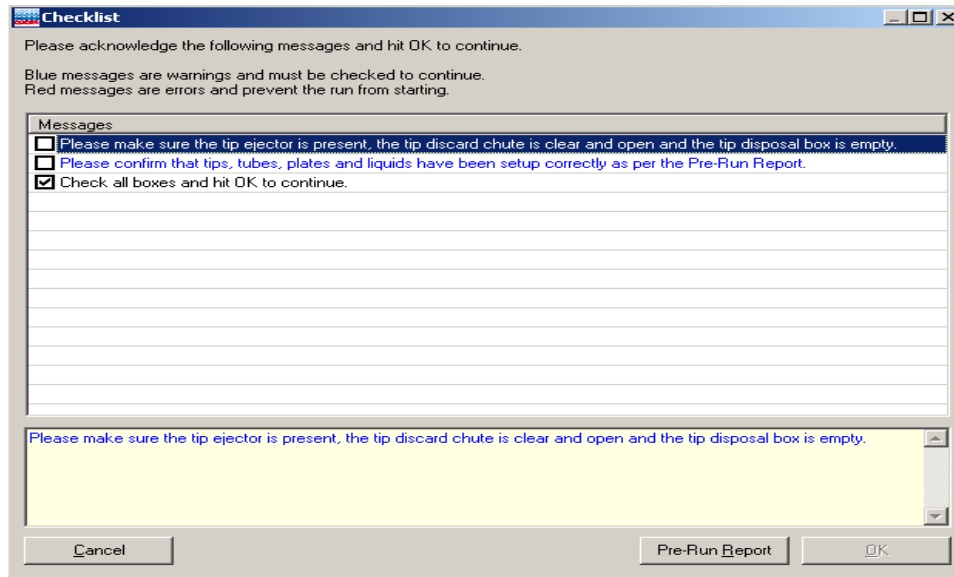 Checklist
Please acknowledge the following messages and hit OK to continue.
Blue messages are warnings and must be checked to continue.
Red messages are errors and prevent the run from starting.
Messages
Please make sure the tip ejector is present, the tip discard chute is clear and open and the tip disposal box is empty.
Please confirm that tips, tubes, plates and liquids have been setup correctly as per the Pre-Run Report.
Check all boxes and hit OK to continue.
Please make sure the tip ejector is present, the tip discard chute is clear and open and the tip disposal box is empty.
Cancel Pre-Run Report OK